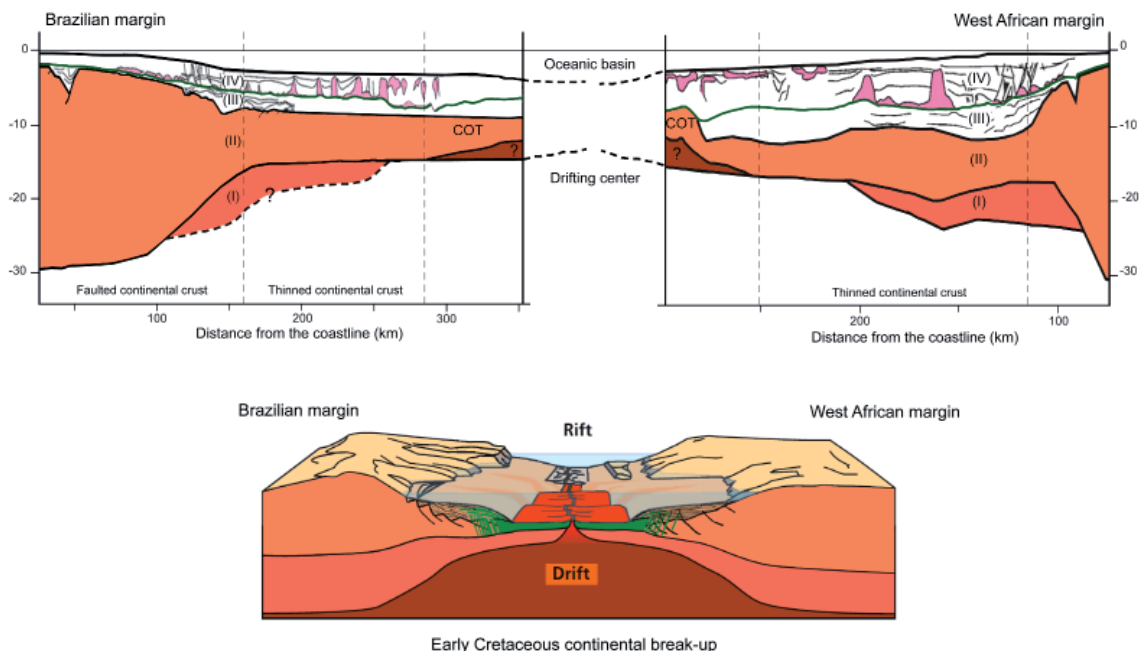 Brazilian margin
West African margin
0
-10
-20
-30
(IV)
(III)
(II)
(I)
?
COT
?
Faulted continental crust
Thinned continental crust
100
200
300
Distance from the coastline (km)
Oceanic basin
Drifting center
COT
?
(IV)
(III)
(II)
(I)
0
-10
-20
-30
Thinned continental crust
200
100
Distance from the coastline (km)
Brazilian margin
West African margin
Rift
Drift
Early Cretaceous continental break-up